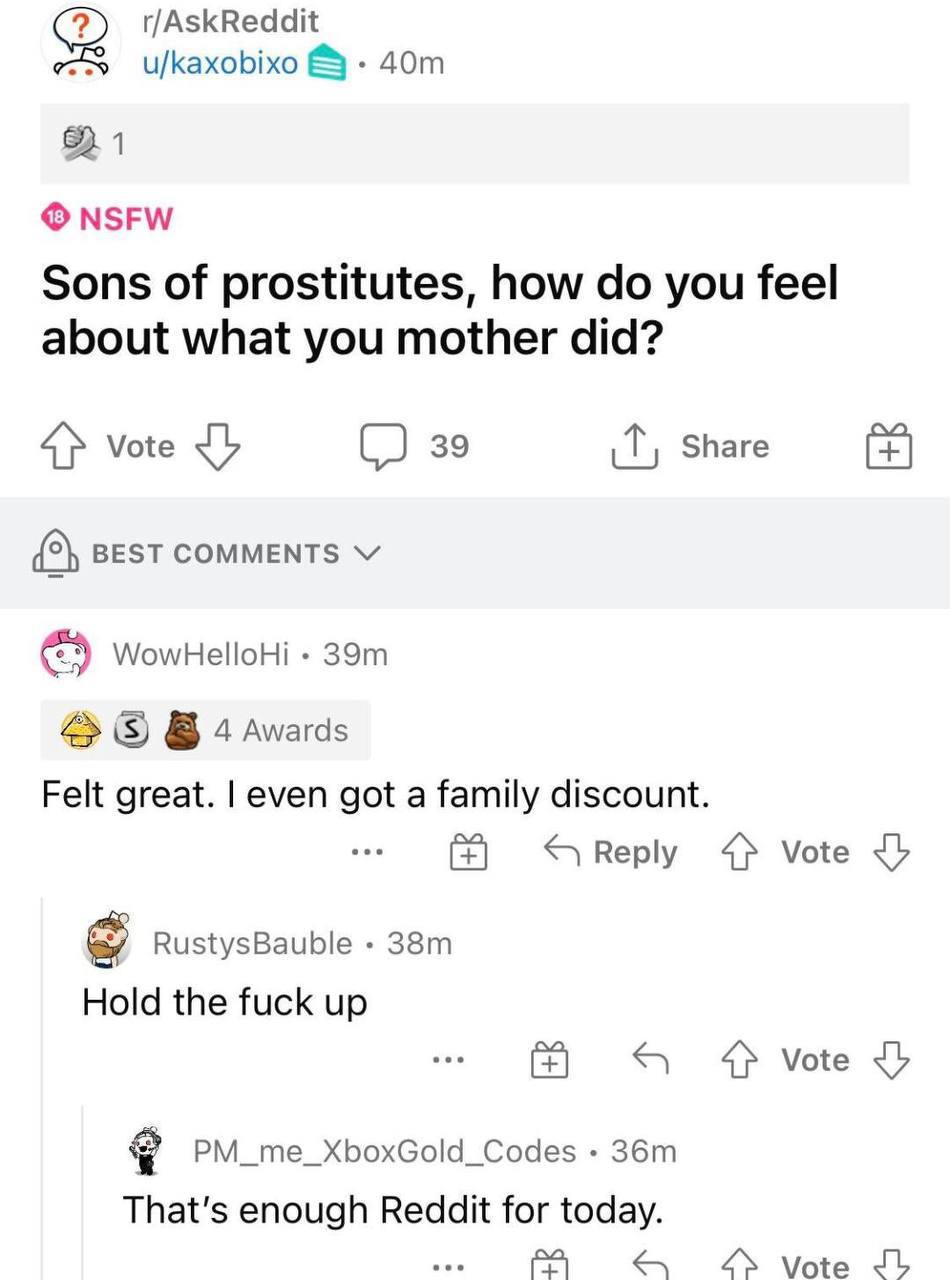 r/AskReddit
u/kaxobixo • 40m
1
18 NSFW
Sons of prostitutes, how do you feel
about what you mother did?
Vote 39 Share
BEST COMMENTS
WowHelloHi • 39m
S 4 Awards
Felt great. I even got a family discount.
... Reply Vote
RustysBauble • 38m
Hold the fuck up
... Vote
PM_me_XboxGold_Codes • 36m
That's enough Reddit for today.
... Vote